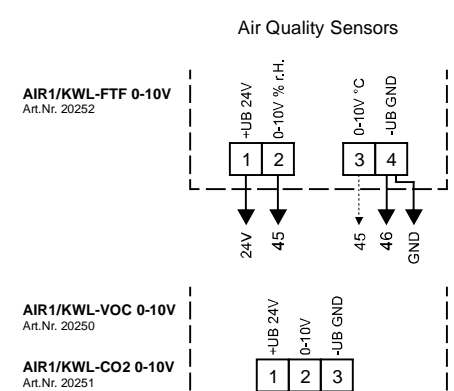 Air Quality Sensors
AIR1/KWL-FTF 0-10V
Art.Nr. 20252
+UB 24V
0-10V % r.H.
0-10V °C
-UB GND
1 2 3 4
24V
45
45
46
GND
AIR1/KWL-VOC 0-10V
Art.Nr. 20250
AIR1/KWL-CO2 0-10V
Art.Nr. 20251
+UB 24V
0-10V
-UB GND
1 2 3